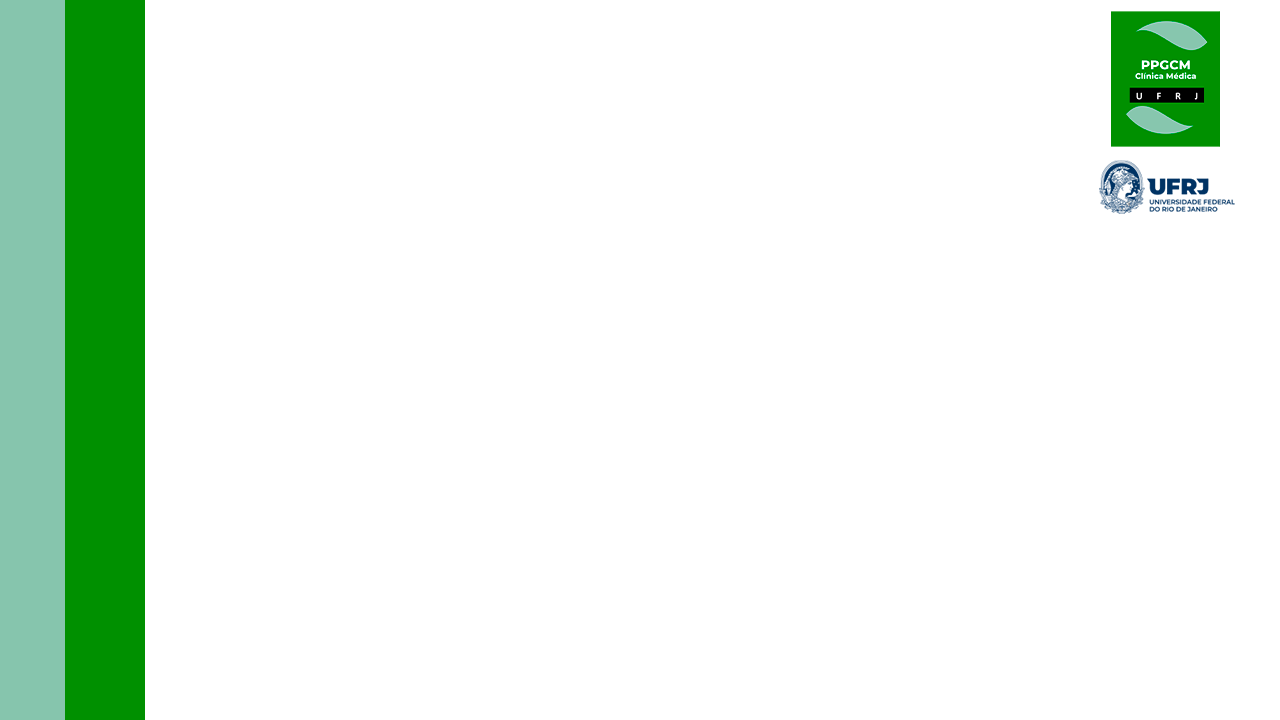 PPGCM
Clínica Médica
U F R J
UFRJ
UNIVERSIDADE FEDERAL
DO RIO DE JANEIRO